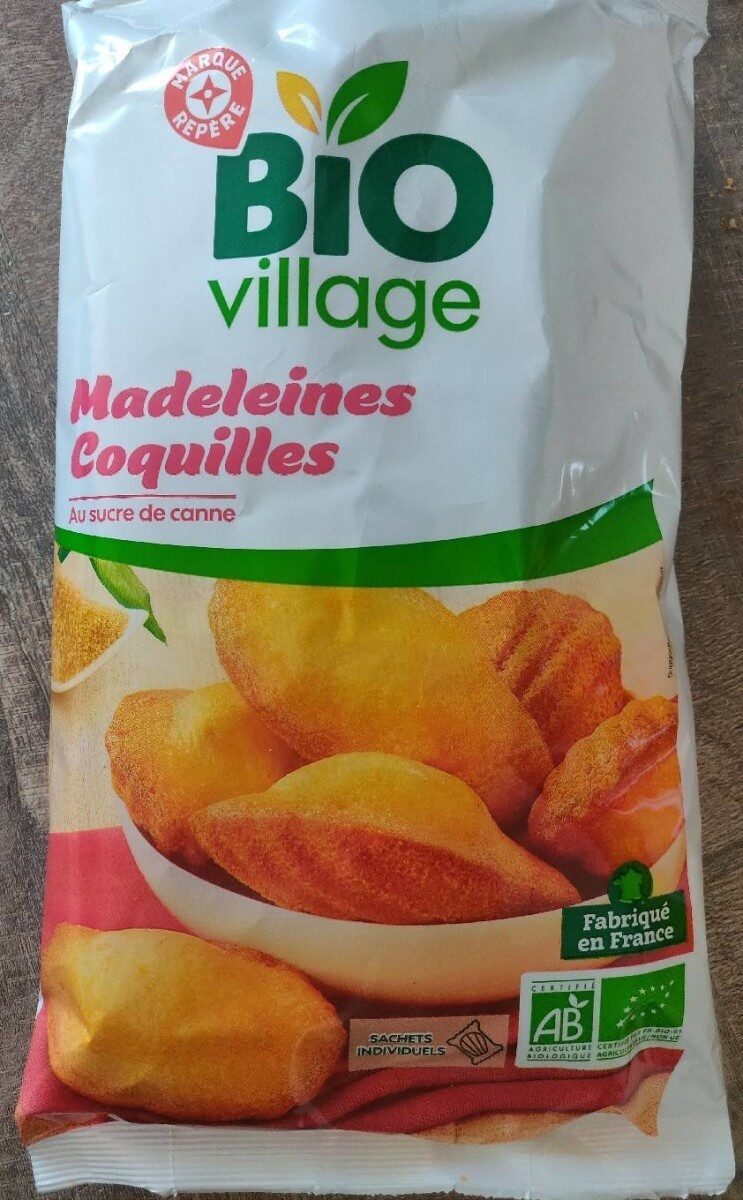 MARQUE
REPÈRE
BIO
village
Madeleines
Coquilles
Au sucre de canne
Fabriqué
en France
SACHETS
INDIVIDUELS
CERTIFIÉ
AB
AGRICULTURE
BIOLOGIQUE